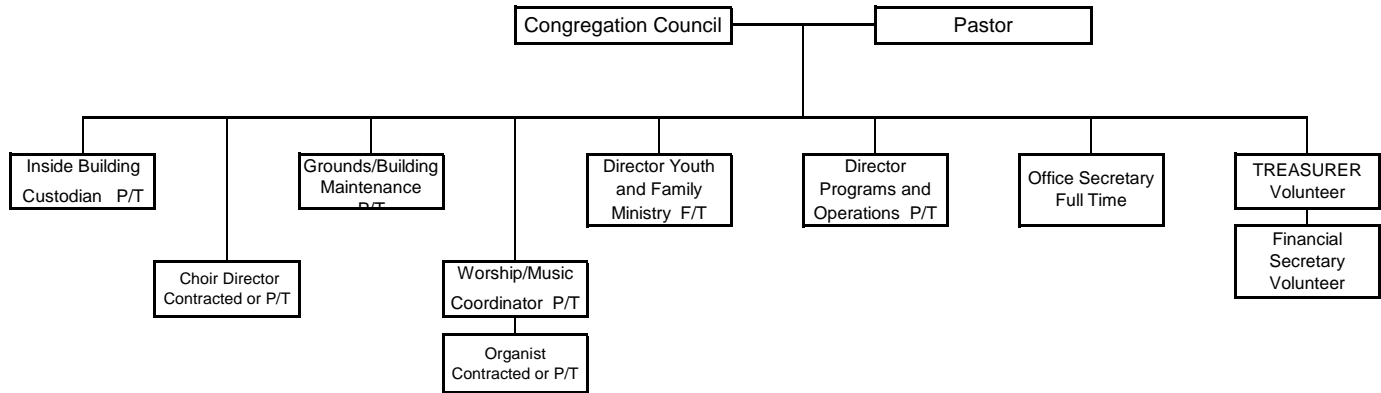 Congregation Council
Pastor
Inside Building
Custodian P/T
Grounds/Building
Maintenance
P/T
Director Youth
and Family
Ministry F/T
Director
Programs and
Operations P/T
Office Secretary
Full Time
TREASURER
Volunteer
Choir Director
Contracted or P/T
Worship/Music
Coordinator P/T
Financial
Secretary
Volunteer
Organist
Contracted or P/T